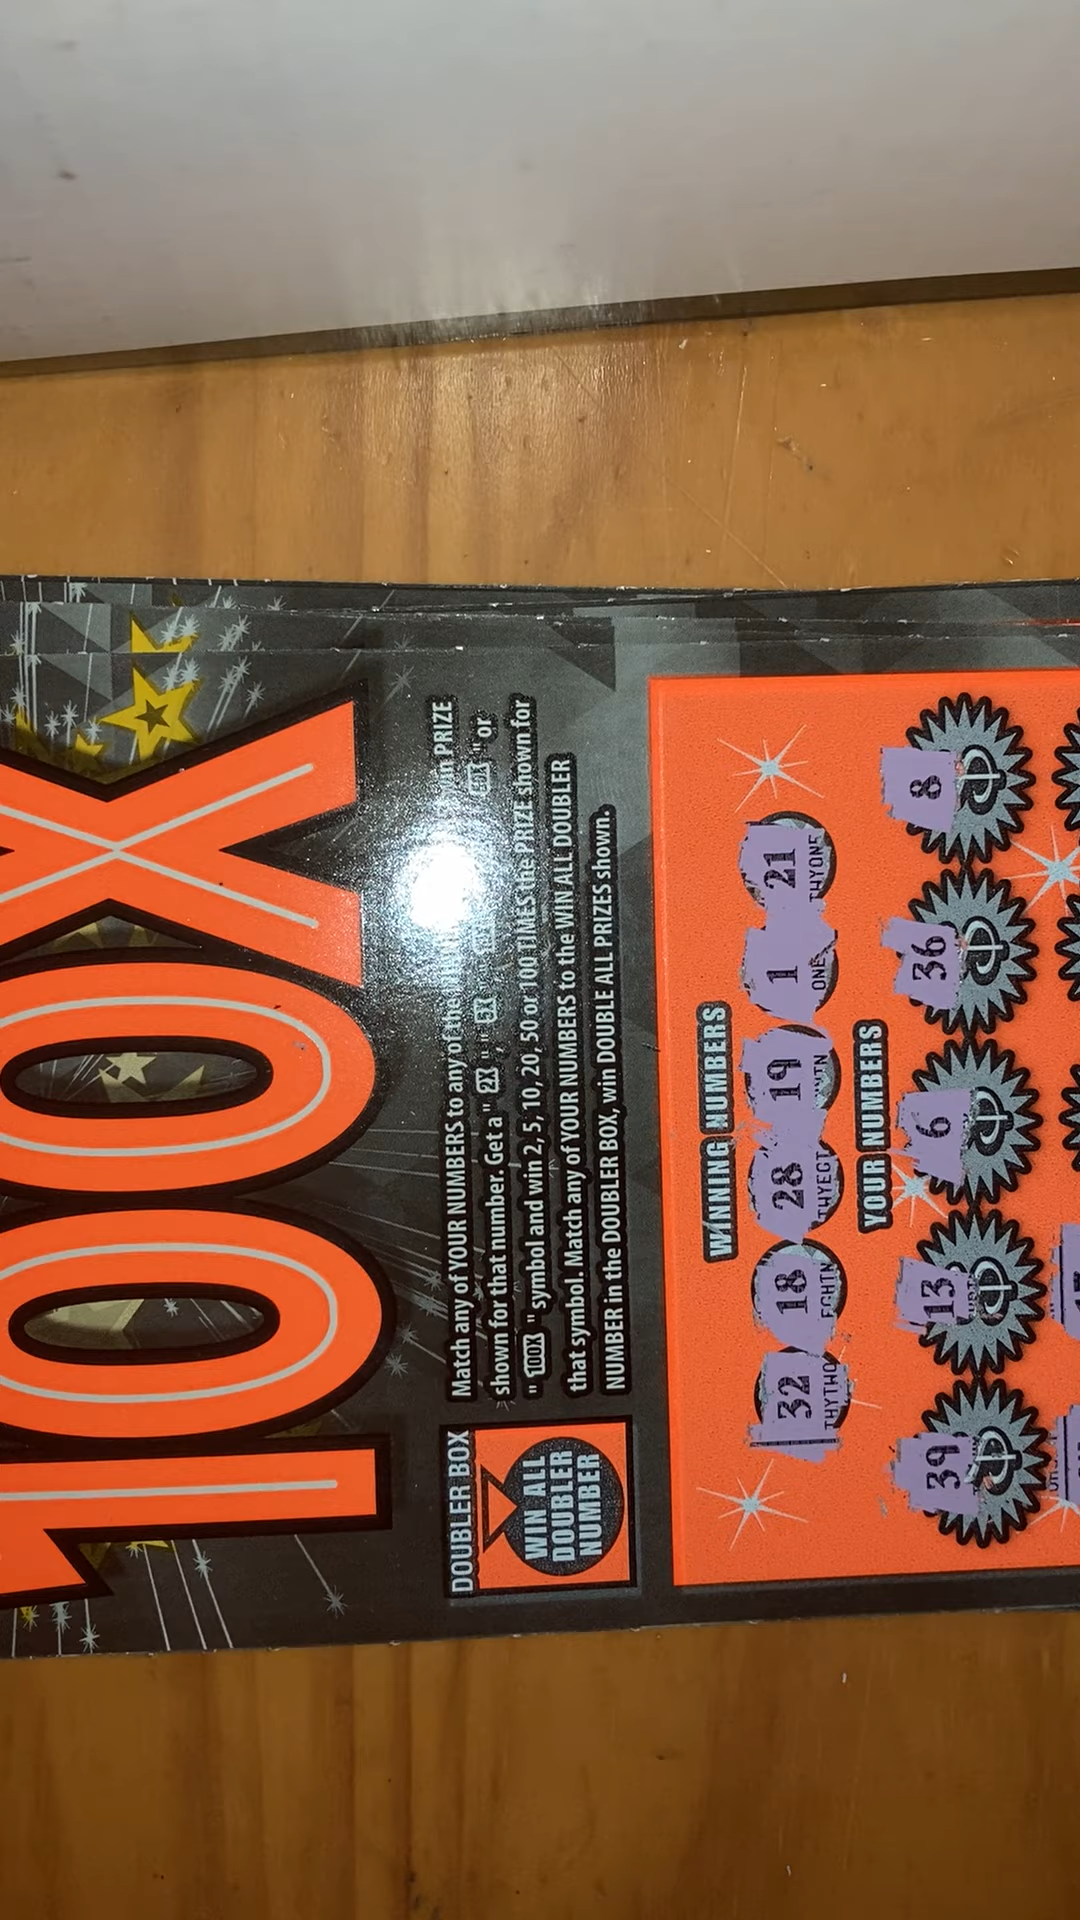 100X
Match any of YOUR NUMBERS to any of the PRIZE
shown for that number. Get a "2X", "5X", or
"100X" symbol and win 2, 5, 10, 20, 50 or 100 TIMES the PRIZE shown for
that symbol. Match any of YOUR NUMBERS to the WIN ALL DOUBLER
NUMBER in the DOUBLER BOX, win DOUBLE ALL PRIZES shown.
DOUBLER BOX
WIN ALL
DOUBLER
NUMBER
WINNING NUMBERS
32 18 28 19 1 21
THYTWO EGHTN ONE
YOUR NUMBERS
39 13 6 36 8